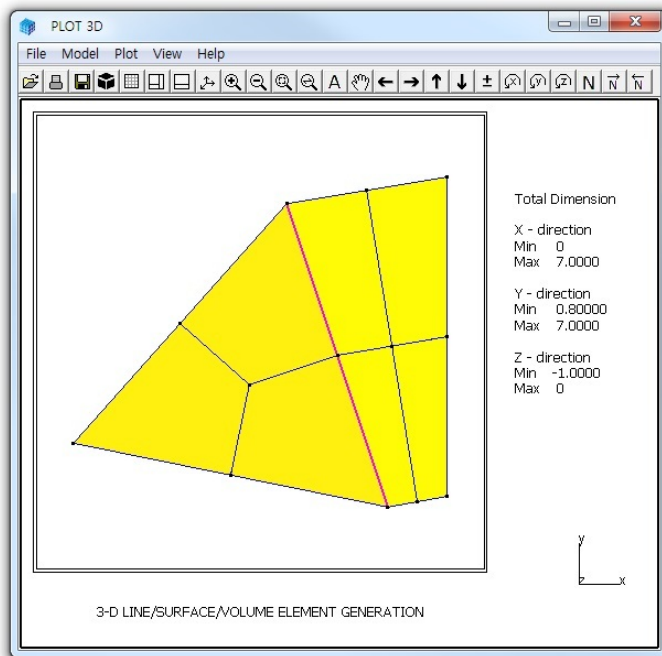 PLOT 3D
File Model Plot View Help
A ± x y z N N N
Total Dimension
X - direction
Min 0
Max 7.0000
Y - direction
Min 0.80000
Max 7.0000
Z - direction
Min -1.0000
Max 0
y
z x
3-D LINE/SURFACE/VOLUME ELEMENT GENERATION